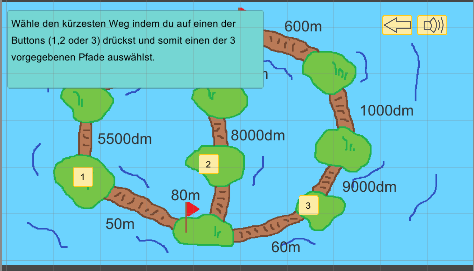 Wähle den kürzesten Weg indem du auf einen der
Buttons (1,2 oder 3) drückst und somit einen der 3
vorgegebenen Pfade auswählst.
600m
1000dm
5500dm
8000dm
2
1
9000dm
80m
3
50m
60m